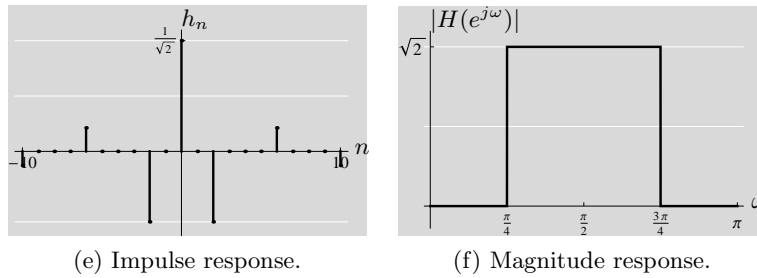 h_n
1/√2
n
−10
10
(e) Impulse response.
|H(e^{jω})|
√2
π/4
π/2
3π/4
π
ω
(f) Magnitude response.